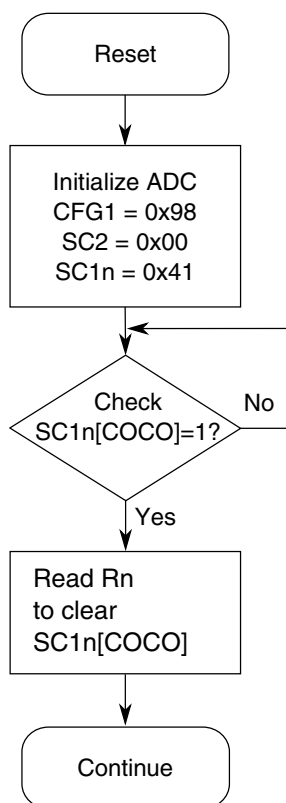 Reset
Initialize ADC
CFG1 = 0x98
SC2 = 0x00
SC1n = 0x41
Check
SC1n[COCO]=1?
No
Yes
Read Rn
to clear
SC1n[COCO]
Continue